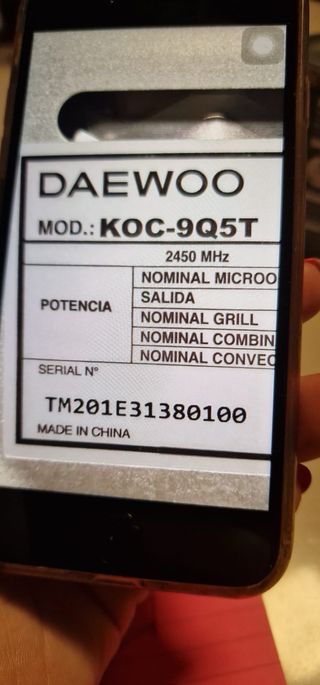 DAEWOO
MOD.: KOC-9Q5T
2450 MHz
POTENCIA
NOMINAL MICROO
SALIDA
NOMINAL GRILL
NOMINAL COMBIN
NOMINAL CONVEC
SERIAL Nº
TM201E31380100
MADE IN CHINA